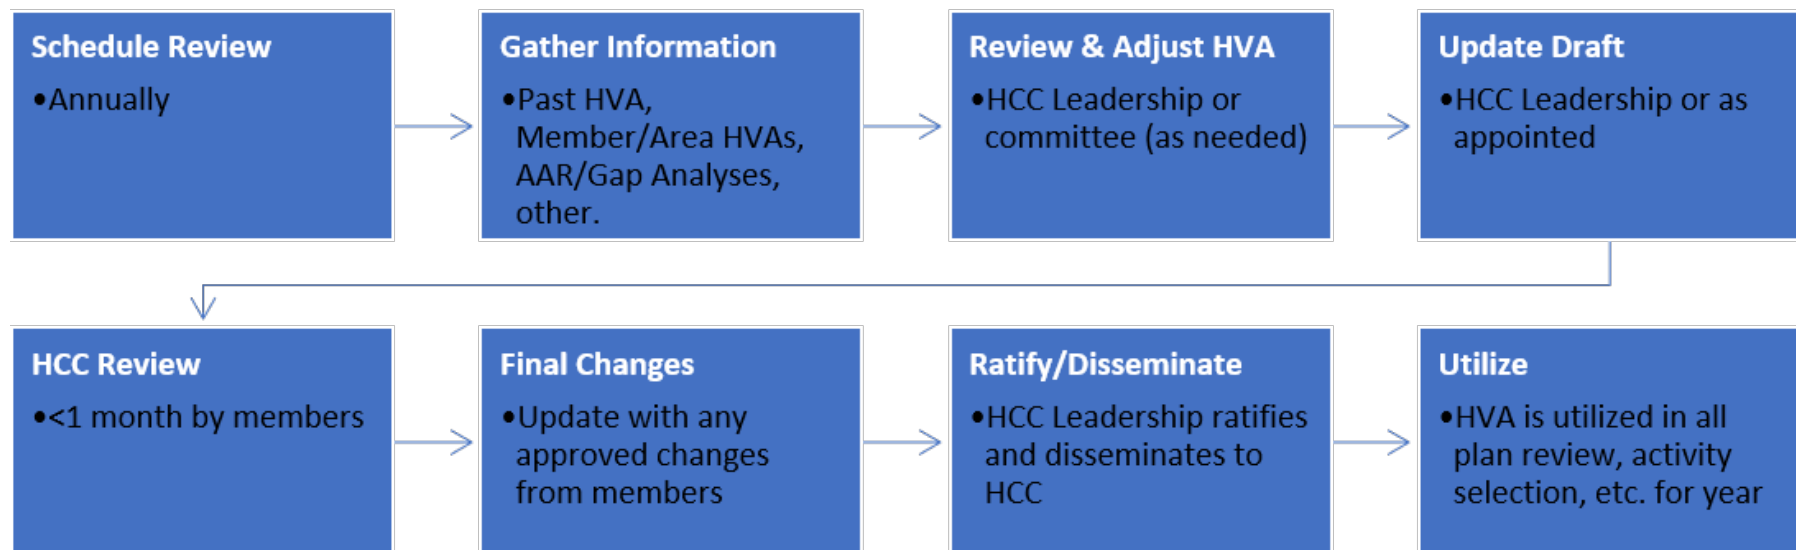 Schedule Review
•Annually
Gather Information
•Past HVA,
Member/Area HVAs,
AAR/Gap Analyses,
other.
Review & Adjust HVA
•HCC Leadership or
committee (as needed)
Update Draft
•HCC Leadership or as
appointed
HCC Review
•<1 month by members
Final Changes
•Update with any
approved changes
from members
Ratify/Disseminate
•HCC Leadership ratifies
and disseminates to
HCC
Utilize
•HVA is utilized in all
plan review, activity
selection, etc. for year